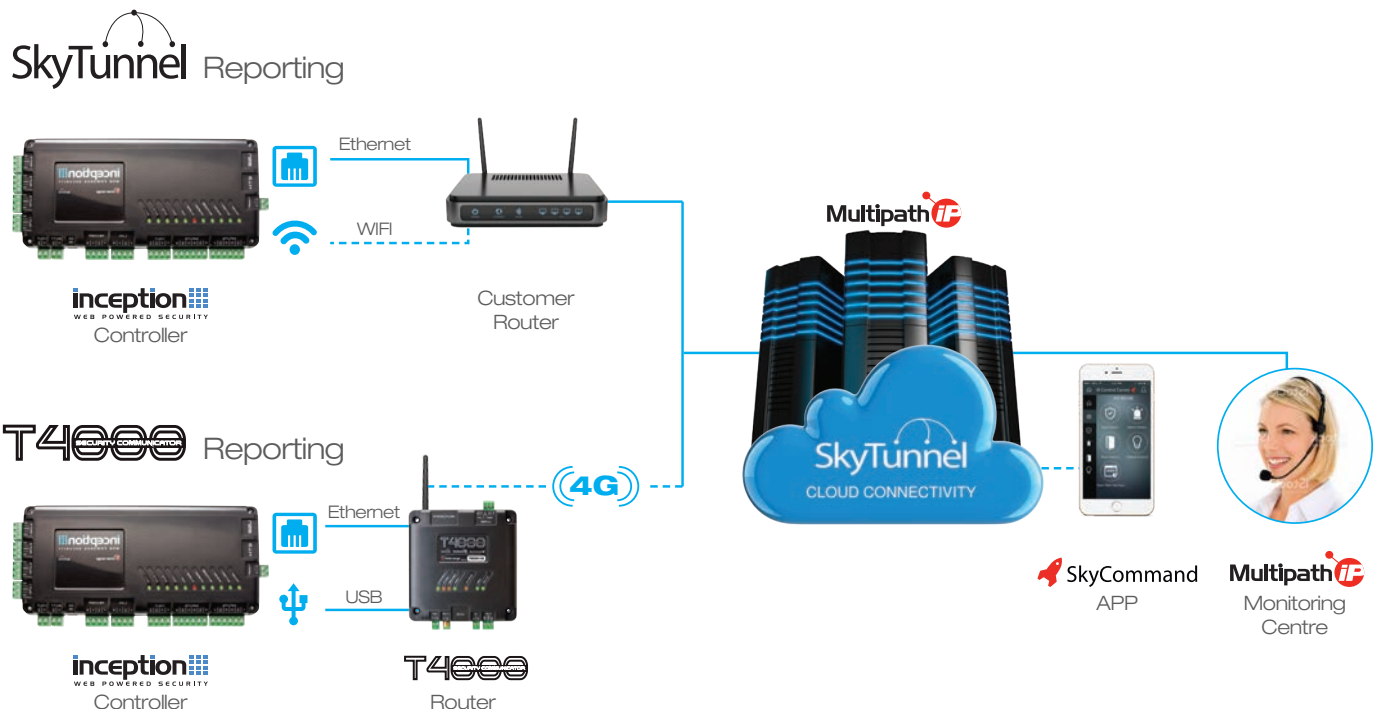 SkyTunnel Reporting
Ethernet
WIFI
inception
WEB POWERED SECURITY
Controller
Customer
Router
Multipath iP
SkyTunnel
CLOUD CONNECTIVITY
SkyCommand
APP
Multipath iP
Monitoring
Centre
T4000 SECURITY COMMUNICATOR Reporting
4G
Ethernet
T4000
USB
inception
WEB POWERED SECURITY
Controller
T4000
Router